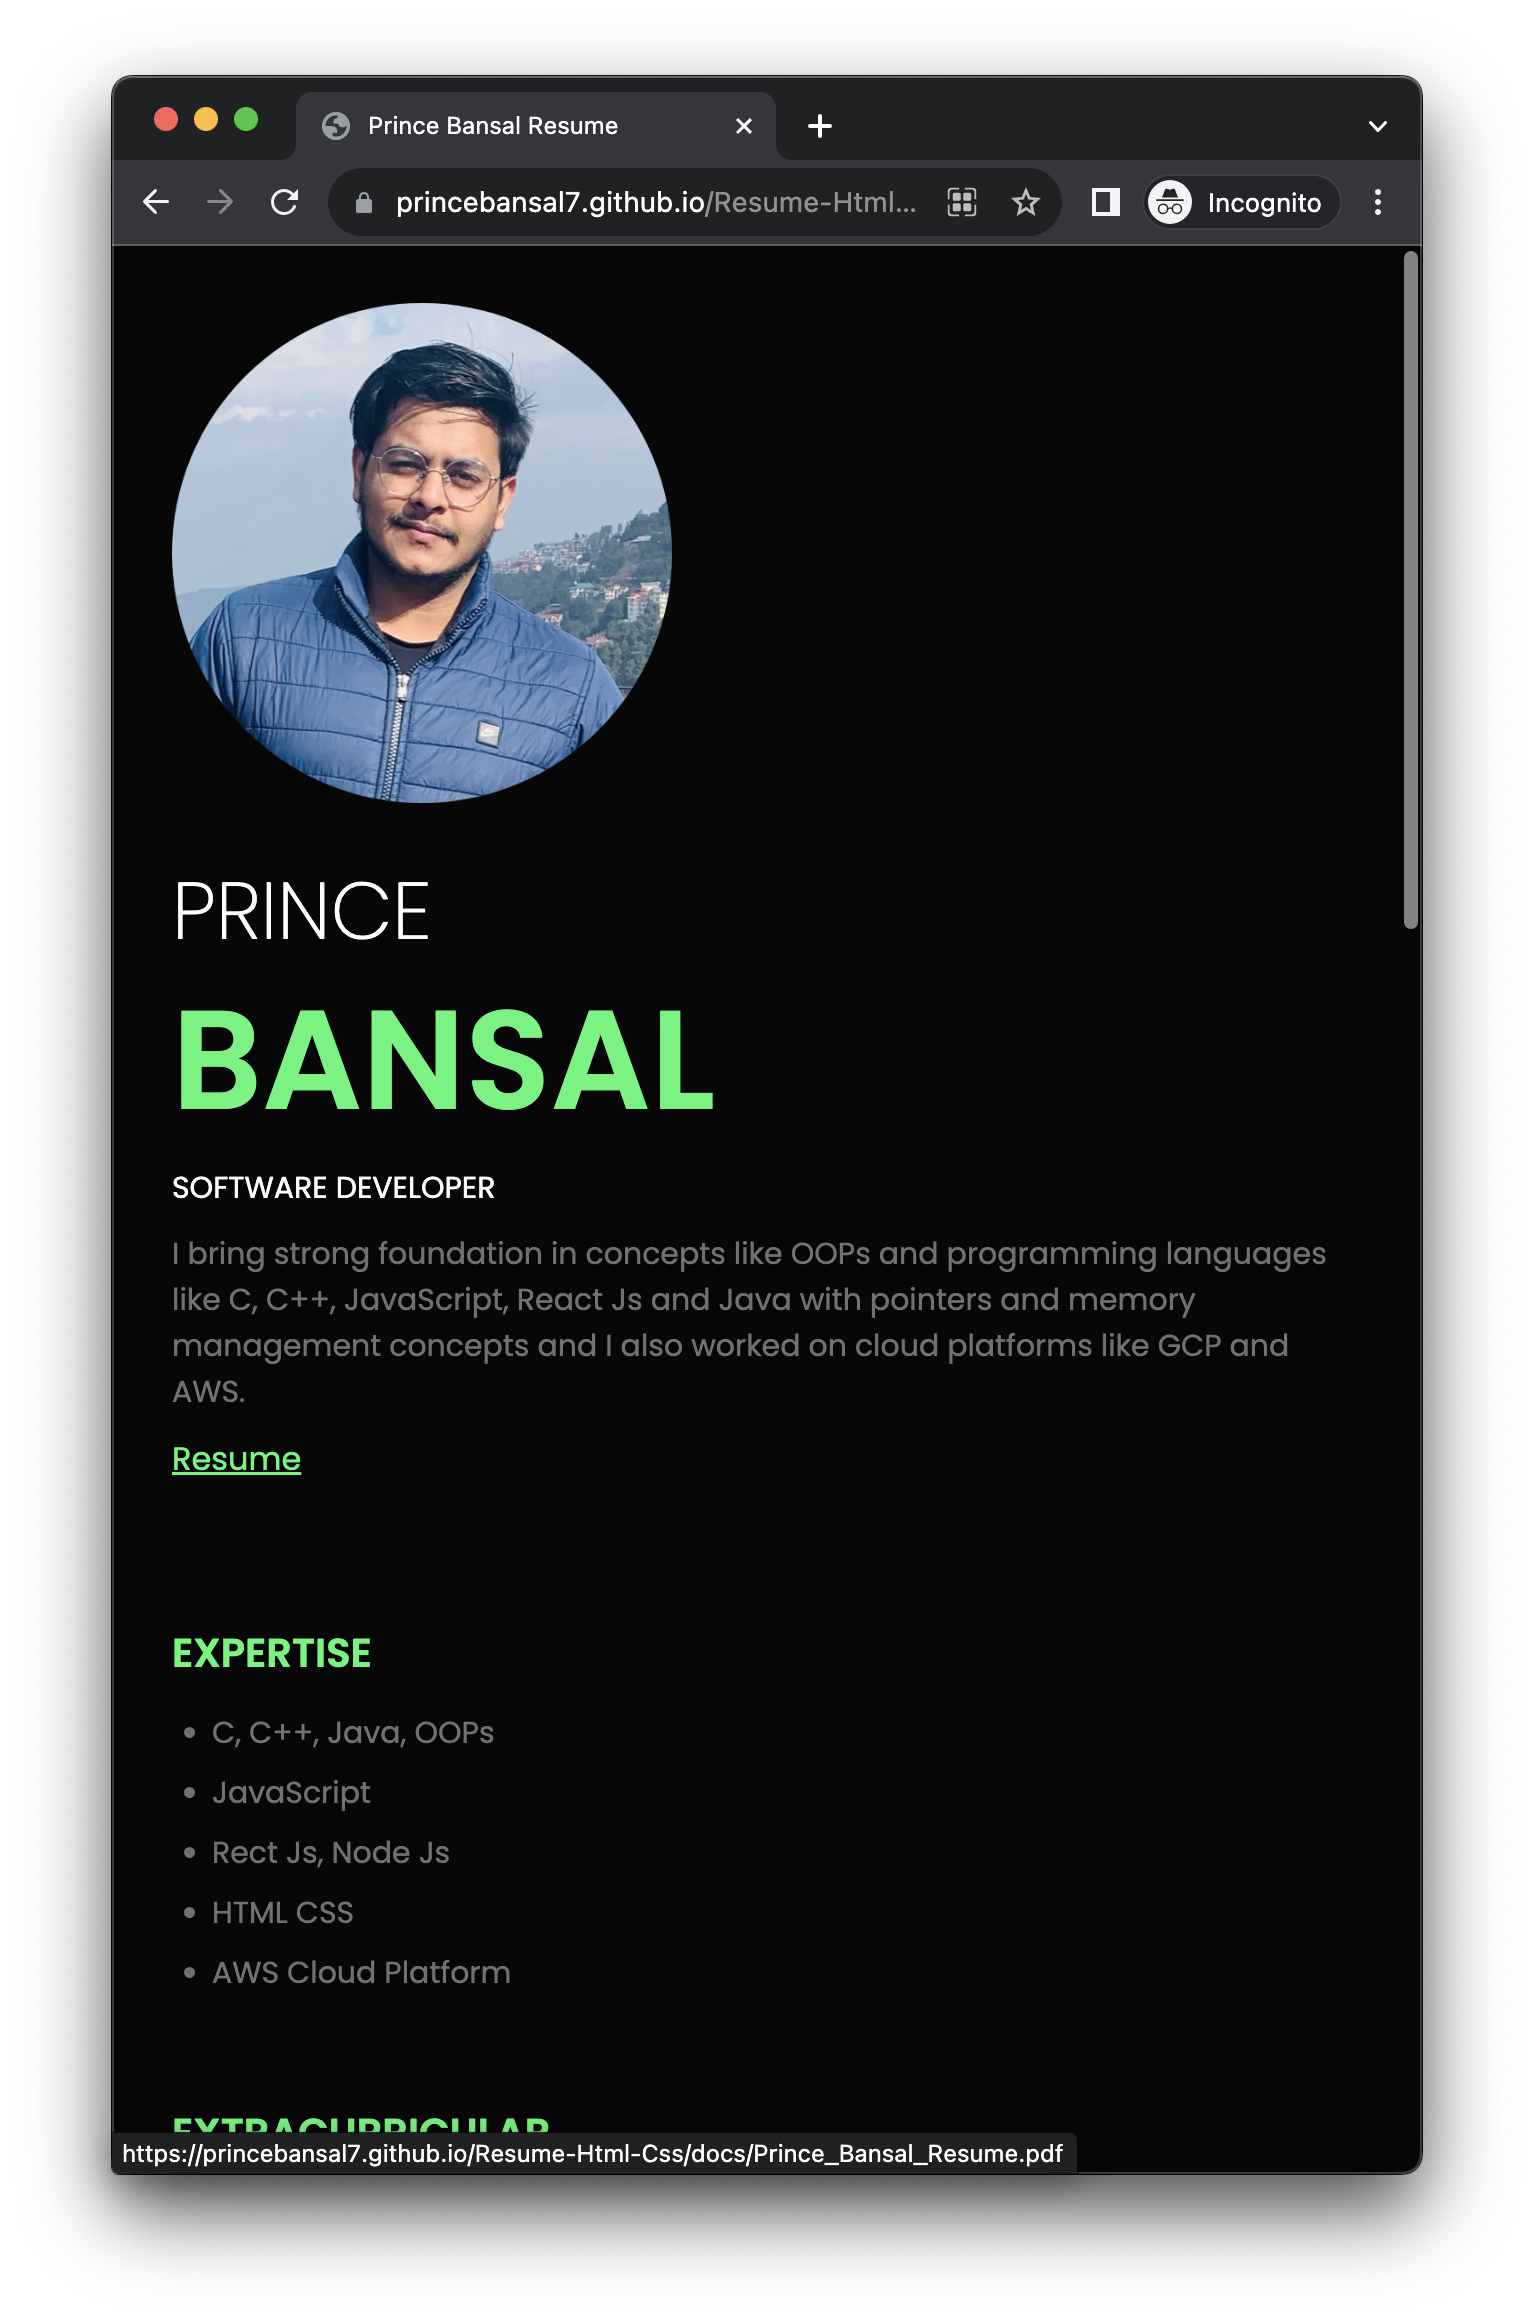 Prince Bansal Resume
princebansal7.github.io/Resume-Html...
Incognito
PRINCE
BANSAL
SOFTWARE DEVELOPER
I bring strong foundation in concepts like OOPs and programming languages
like C, C++, JavaScript, React Js and Java with pointers and memory
management concepts and I also worked on cloud platforms like GCP and
AWS.
Resume
EXPERTISE
• C, C++, Java, OOPs
• JavaScript
• Rect Js, Node Js
• HTML CSS
• AWS Cloud Platform
EXTRACURRICULAR
https://princebansal7.github.io/Resume-Html-Css/docs/Prince_Bansal_Resume.pdf